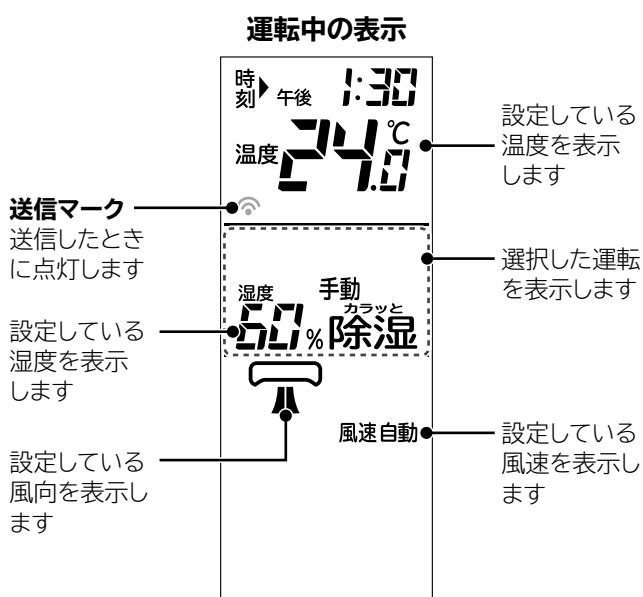 運転中の表示
時刻 午後 1:30
温度 24.0 ℃
設定している
温度を表示
します
送信マーク
送信したとき
に点灯します
選択した運転
を表示します
湿度 手動
カラッと
60 % 除湿
設定している
湿度を表示
します
風速自動
設定している
風向を表示し
ます
設定している
風速を表示し
ます